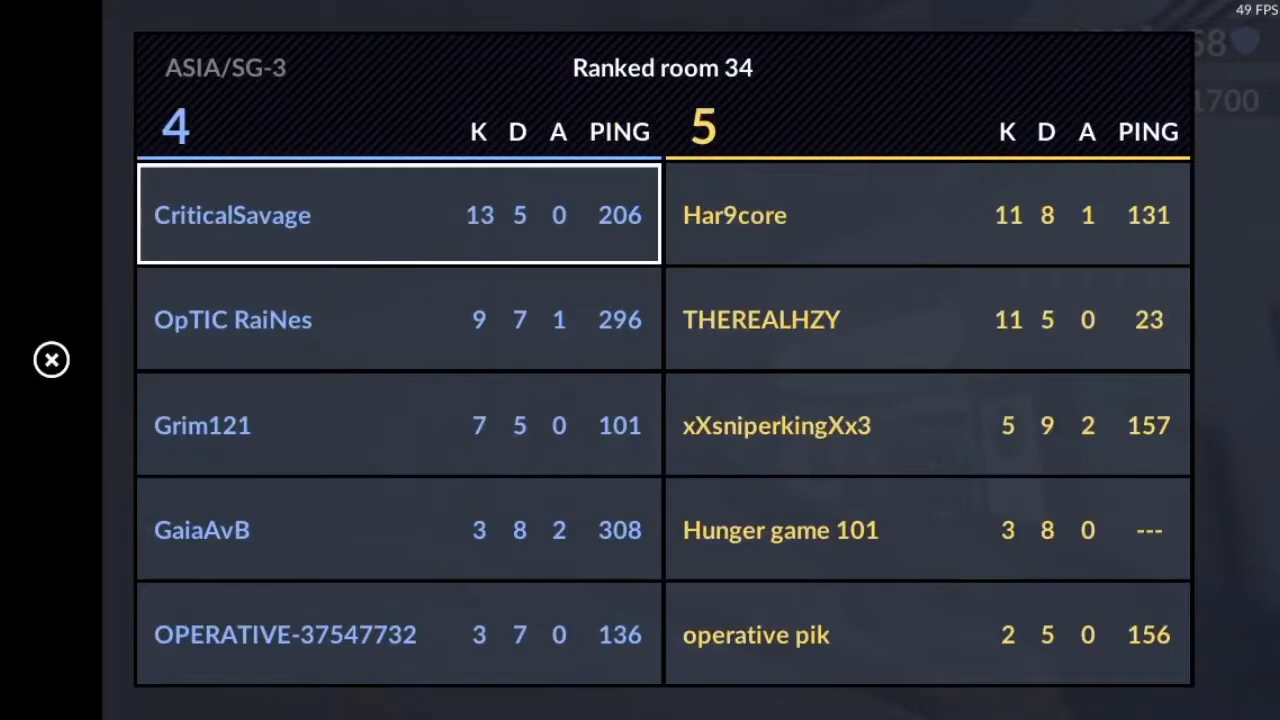 49 FPS
ASIA/SG-3 Ranked room 34
4 K D A PING 5 K D A PING
1700
CriticalSavage 13 5 0 206 Har9core 11 8 1 131
OpTIC RaiNes 9 7 1 296 THEREALHZY 11 5 0 23
Grim121 7 5 0 101 xXsniperkingXx3 5 9 2 157
GaiaAvB 3 8 2 308 Hunger game 101 3 8 0 ---
OPERATIVE-37547732 3 7 0 136 operative pik 2 5 0 156